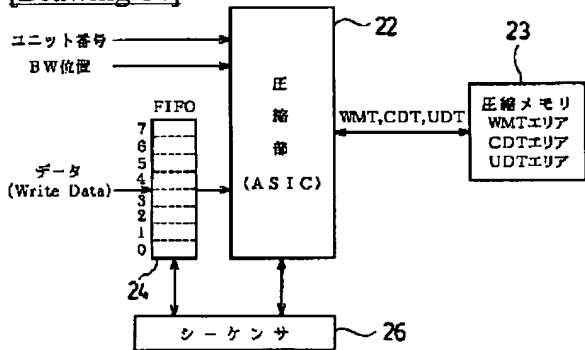 ユニット番号
BW位置
FIFO
7
6
5
4
3
2
1
0
データ
(Write Data)
24
圧縮部
(ASIC)
22
WMT,CDT,UDT
23
圧縮メモリ
WMTエリア
CDTエリア
UDTエリア
シーケンサ
26